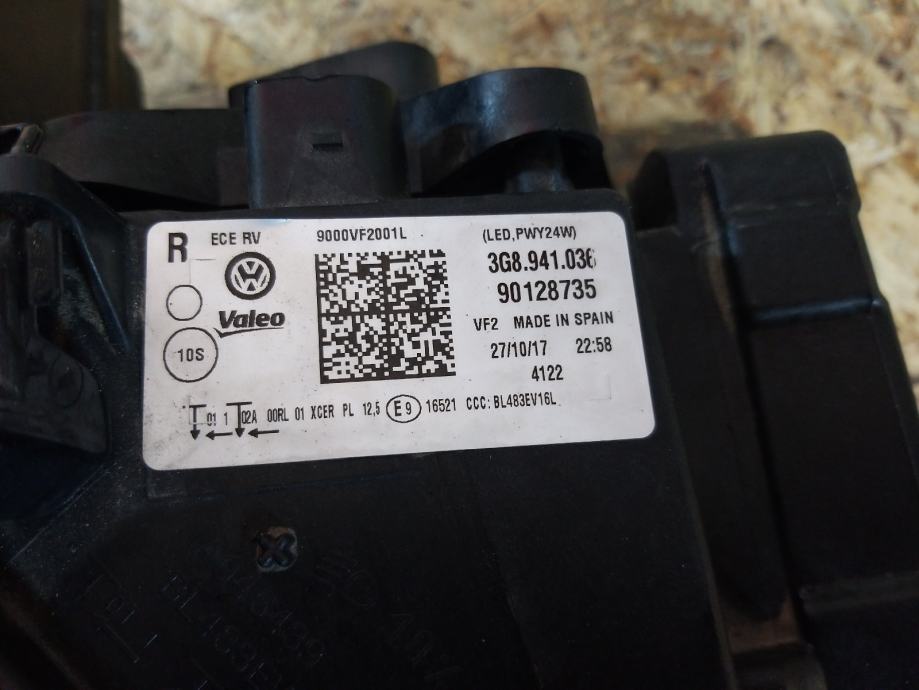 R
ECE RV
9000VF2001L
(LED,PWY24W)
3G8.941.036
90128735
Valeo
10S
VF2 MADE IN SPAIN
27/10/17 22:58
4122
01 1 02A 00RL 01 XCER PL 12,5 E9 16521 CCC: BL483EV16L